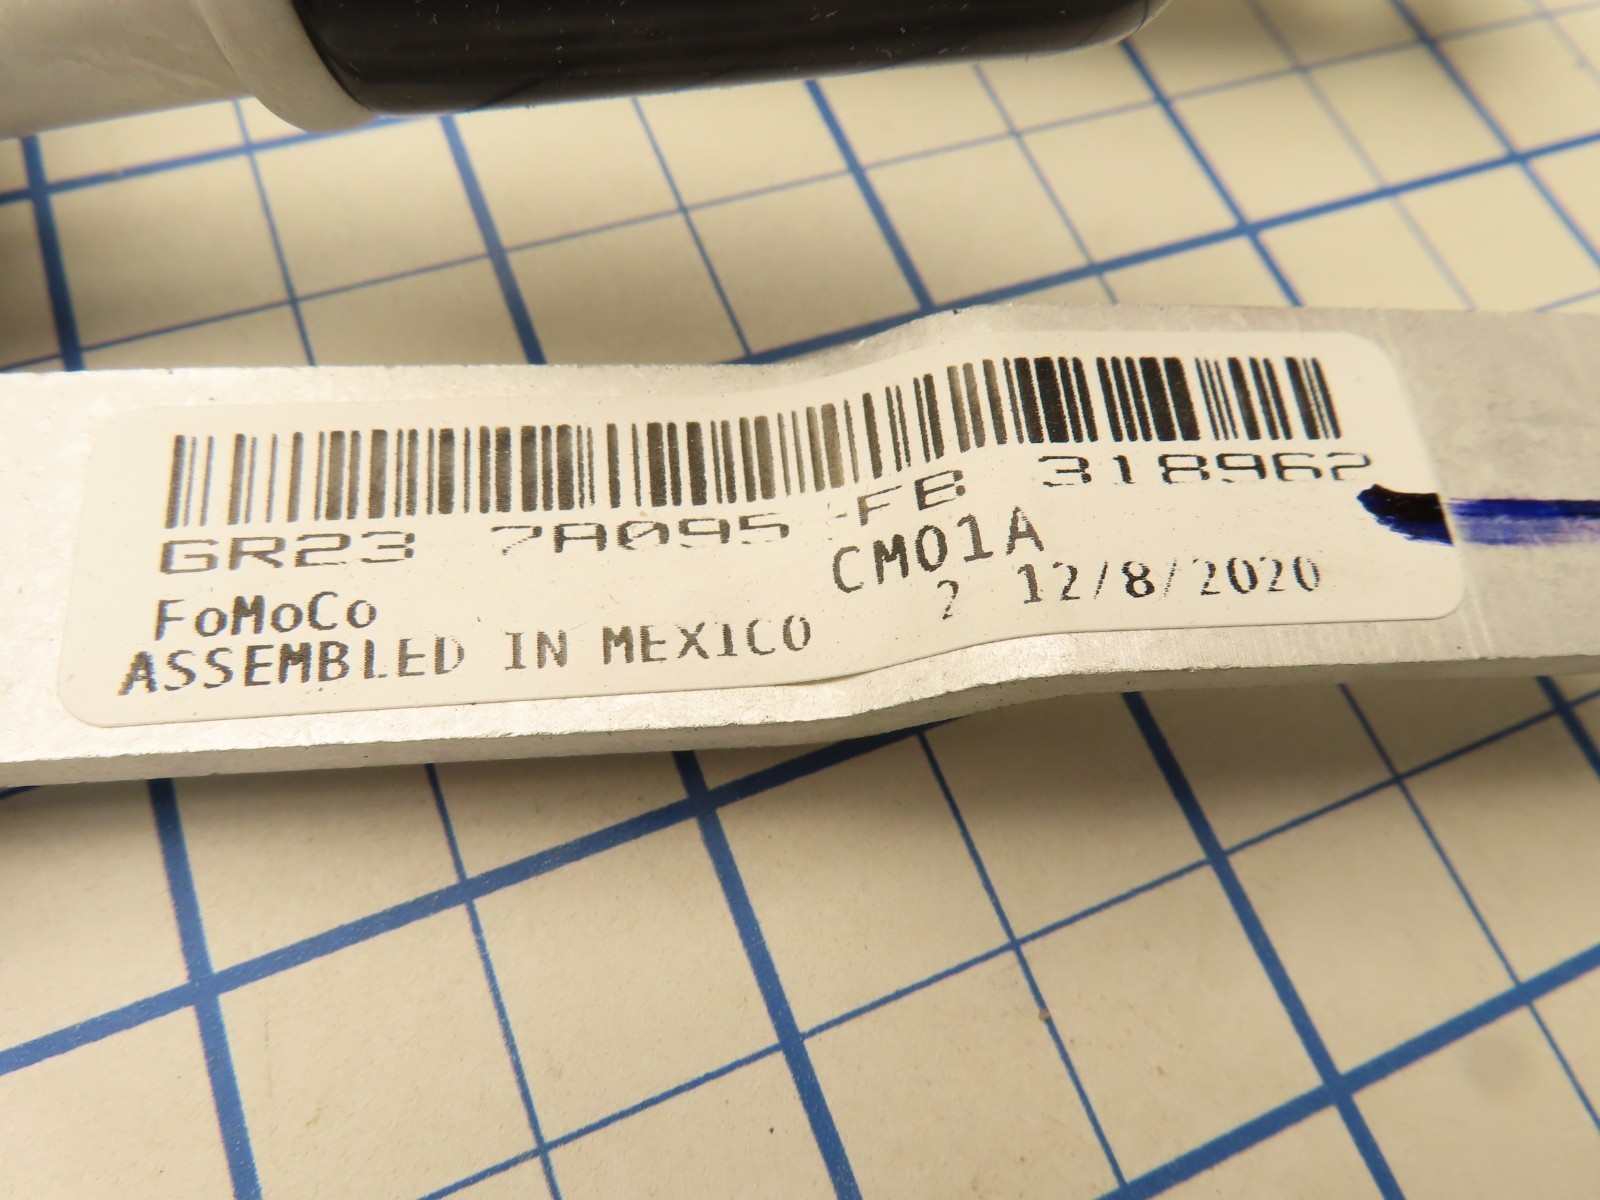 GR23 7A095 FB 318962
CM01A
FoMoCo
2 12/8/2020
ASSEMBLED IN MEXICO